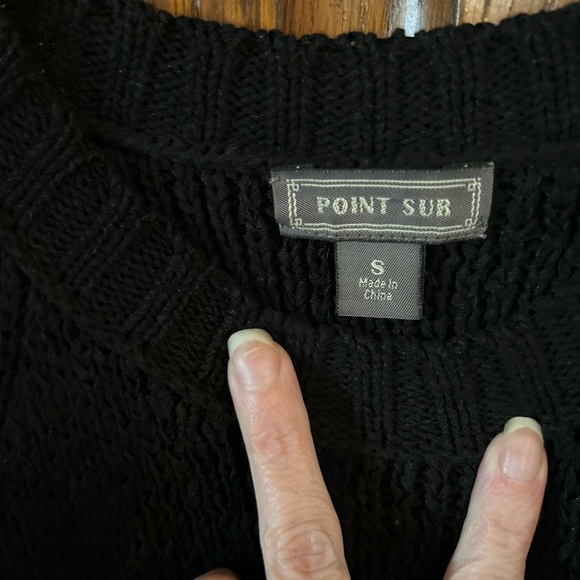 POINT SUR
S
Made in
China